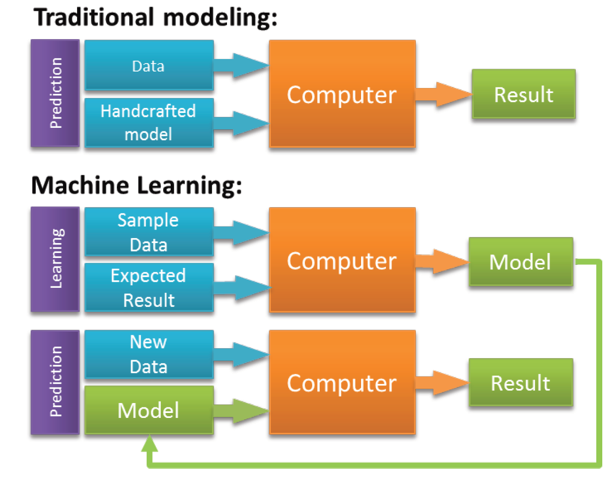 Traditional modeling:
Prediction
Data
Handcrafted
model
Computer
Result
Machine Learning:
Learning
Sample
Data
Expected
Result
Computer
Model
Prediction
New
Data
Model
Computer
Result